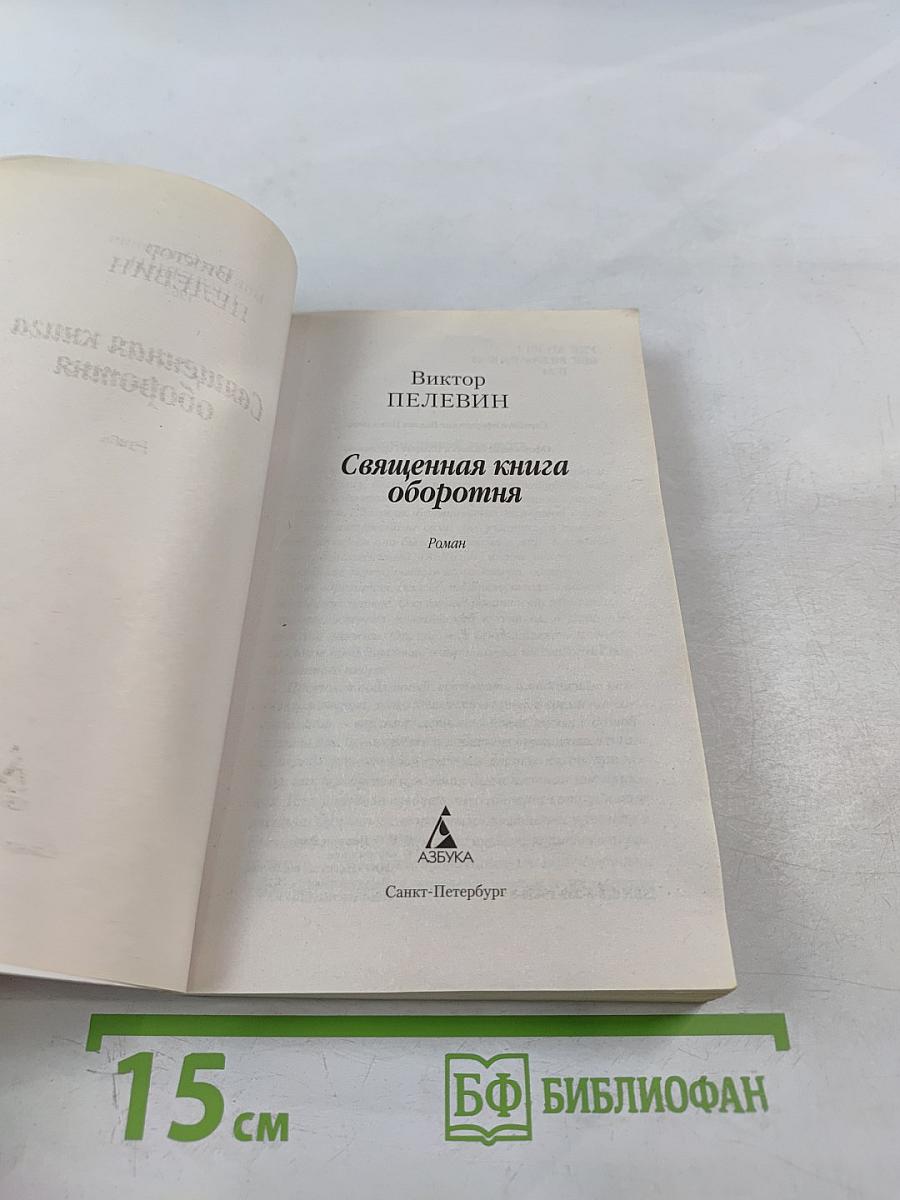 Виктор
ПЕЛЕВИН
Священная книга
оборотня
Роман
АЗБУКА
Санкт-Петербург
15 см
БФ БИБЛИОФАН